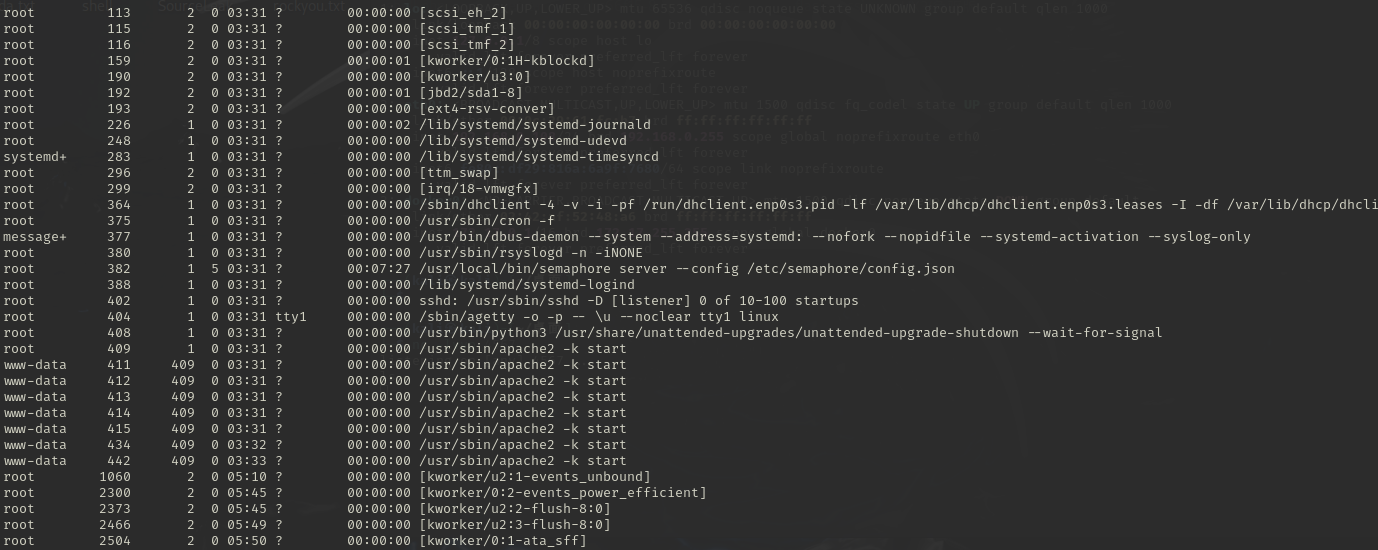 root 113 2 0 03:31 ? 00:00:00 [scsi_eh_2]
root 115 2 0 03:31 ? 00:00:00 [scsi_tmf_1]
root 116 2 0 03:31 ? 00:00:00 [scsi_tmf_2]
root 159 2 0 03:31 ? 00:00:01 [kworker/0:1H-kblockd]
root 190 2 0 03:31 ? 00:00:00 [kworker/u3:0]
root 192 2 0 03:31 ? 00:00:01 [jbd2/sda1-8]
root 193 2 0 03:31 ? 00:00:00 [ext4-rsv-conver]
root 226 1 0 03:31 ? 00:00:02 /lib/systemd/systemd-journald
root 248 1 0 03:31 ? 00:00:00 /lib/systemd/systemd-udevd
systemd+ 283 1 0 03:31 ? 00:00:00 /lib/systemd/systemd-timesyncd
root 296 2 0 03:31 ? 00:00:00 [ttm_swap]
root 299 2 0 03:31 ? 00:00:00 [irq/18-vmwgfx]
root 364 1 0 03:31 ? 00:00:00 /sbin/dhclient -4 -v -i -pf /run/dhclient.enp0s3.pid -lf /var/lib/dhcp/dhclient.enp0s3.leases -I -df /var/lib/dhcp/dhcli
root 375 1 0 03:31 ? 00:00:00 /usr/sbin/cron -f
message+ 377 1 0 03:31 ? 00:00:00 /usr/bin/dbus-daemon --system --address=systemd: --nofork --nopidfile --systemd-activation --syslog-only
root 380 1 0 03:31 ? 00:00:00 /usr/sbin/rsyslogd -n -iNONE
root 382 1 5 03:31 ? 00:07:27 /usr/local/bin/semaphore server --config /etc/semaphore/config.json
root 388 1 0 03:31 ? 00:00:00 /lib/systemd/systemd-logind
root 402 1 0 03:31 ? 00:00:00 sshd: /usr/sbin/sshd -D [listener] 0 of 10-100 startups
root 404 1 0 03:31 tty1 00:00:00 /sbin/agetty -o -p -- \u --noclear tty1 linux
root 408 1 0 03:31 ? 00:00:00 /usr/bin/python3 /usr/share/unattended-upgrades/unattended-upgrade-shutdown --wait-for-signal
root 409 1 0 03:31 ? 00:00:00 /usr/sbin/apache2 -k start
www-data 411 409 0 03:31 ? 00:00:00 /usr/sbin/apache2 -k start
www-data 412 409 0 03:31 ? 00:00:00 /usr/sbin/apache2 -k start
www-data 413 409 0 03:31 ? 00:00:00 /usr/sbin/apache2 -k start
www-data 414 409 0 03:31 ? 00:00:00 /usr/sbin/apache2 -k start
www-data 415 409 0 03:31 ? 00:00:00 /usr/sbin/apache2 -k start
www-data 434 409 0 03:32 ? 00:00:00 /usr/sbin/apache2 -k start
www-data 442 409 0 03:33 ? 00:00:00 /usr/sbin/apache2 -k start
root 1060 2 0 05:10 ? 00:00:00 [kworker/u2:1-events_unbound]
root 2300 2 0 05:45 ? 00:00:00 [kworker/0:2-events_power_efficient]
root 2373 2 0 05:45 ? 00:00:00 [kworker/u2:2-flush-8:0]
root 2466 2 0 05:49 ? 00:00:00 [kworker/u2:3-flush-8:0]
root 2504 2 0 05:50 ? 00:00:00 [kworker/0:1-ata_sff]